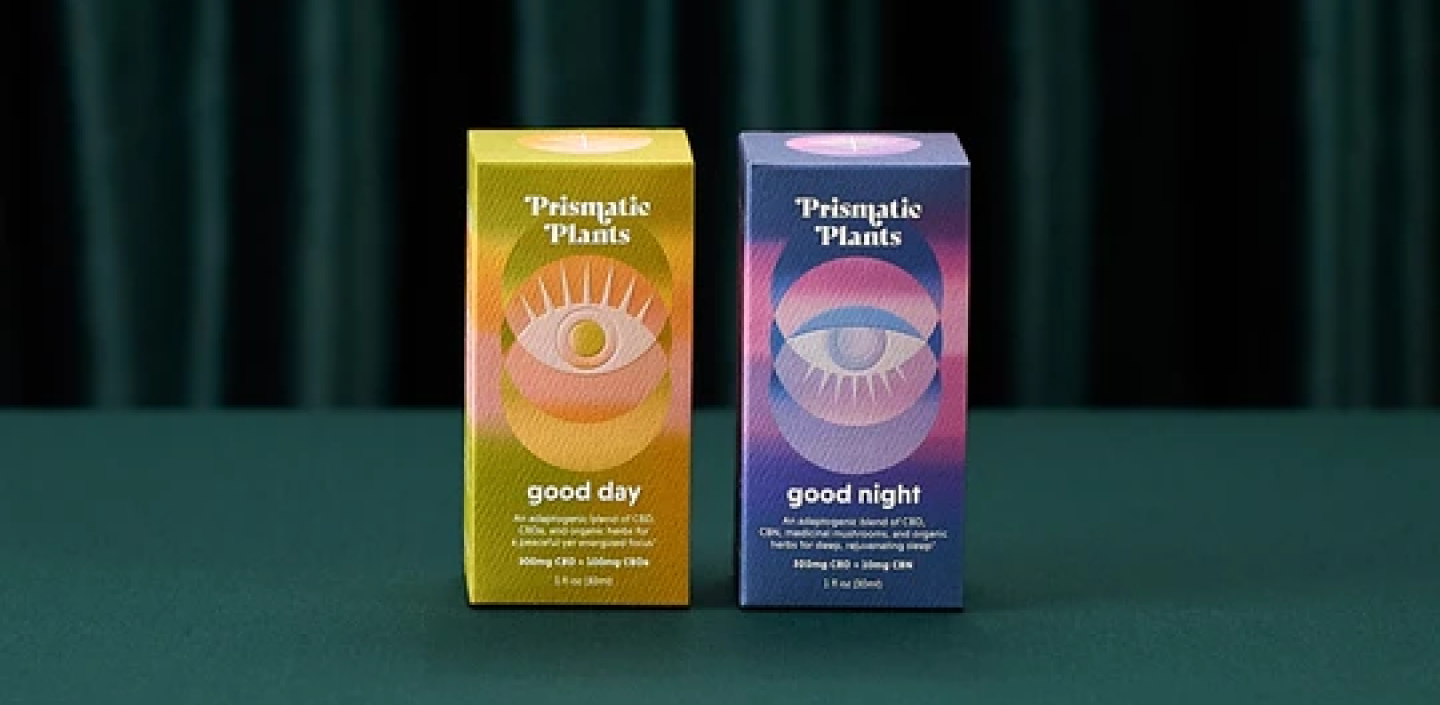 Prismatic
Plants
good day
An adaptogenic blend of CBD,
CBDa, and organic herbs for
a peaceful yet energized focus*
300mg CBD + 100mg CBDa
1 fl oz (30ml)
Prismatic
Plants
good night
An adaptogenic blend of CBD,
CBN, medicinal mushrooms, and organic
herbs for deep, rejuvenating sleep*
CBD + CBN
1 fl oz (30ml)